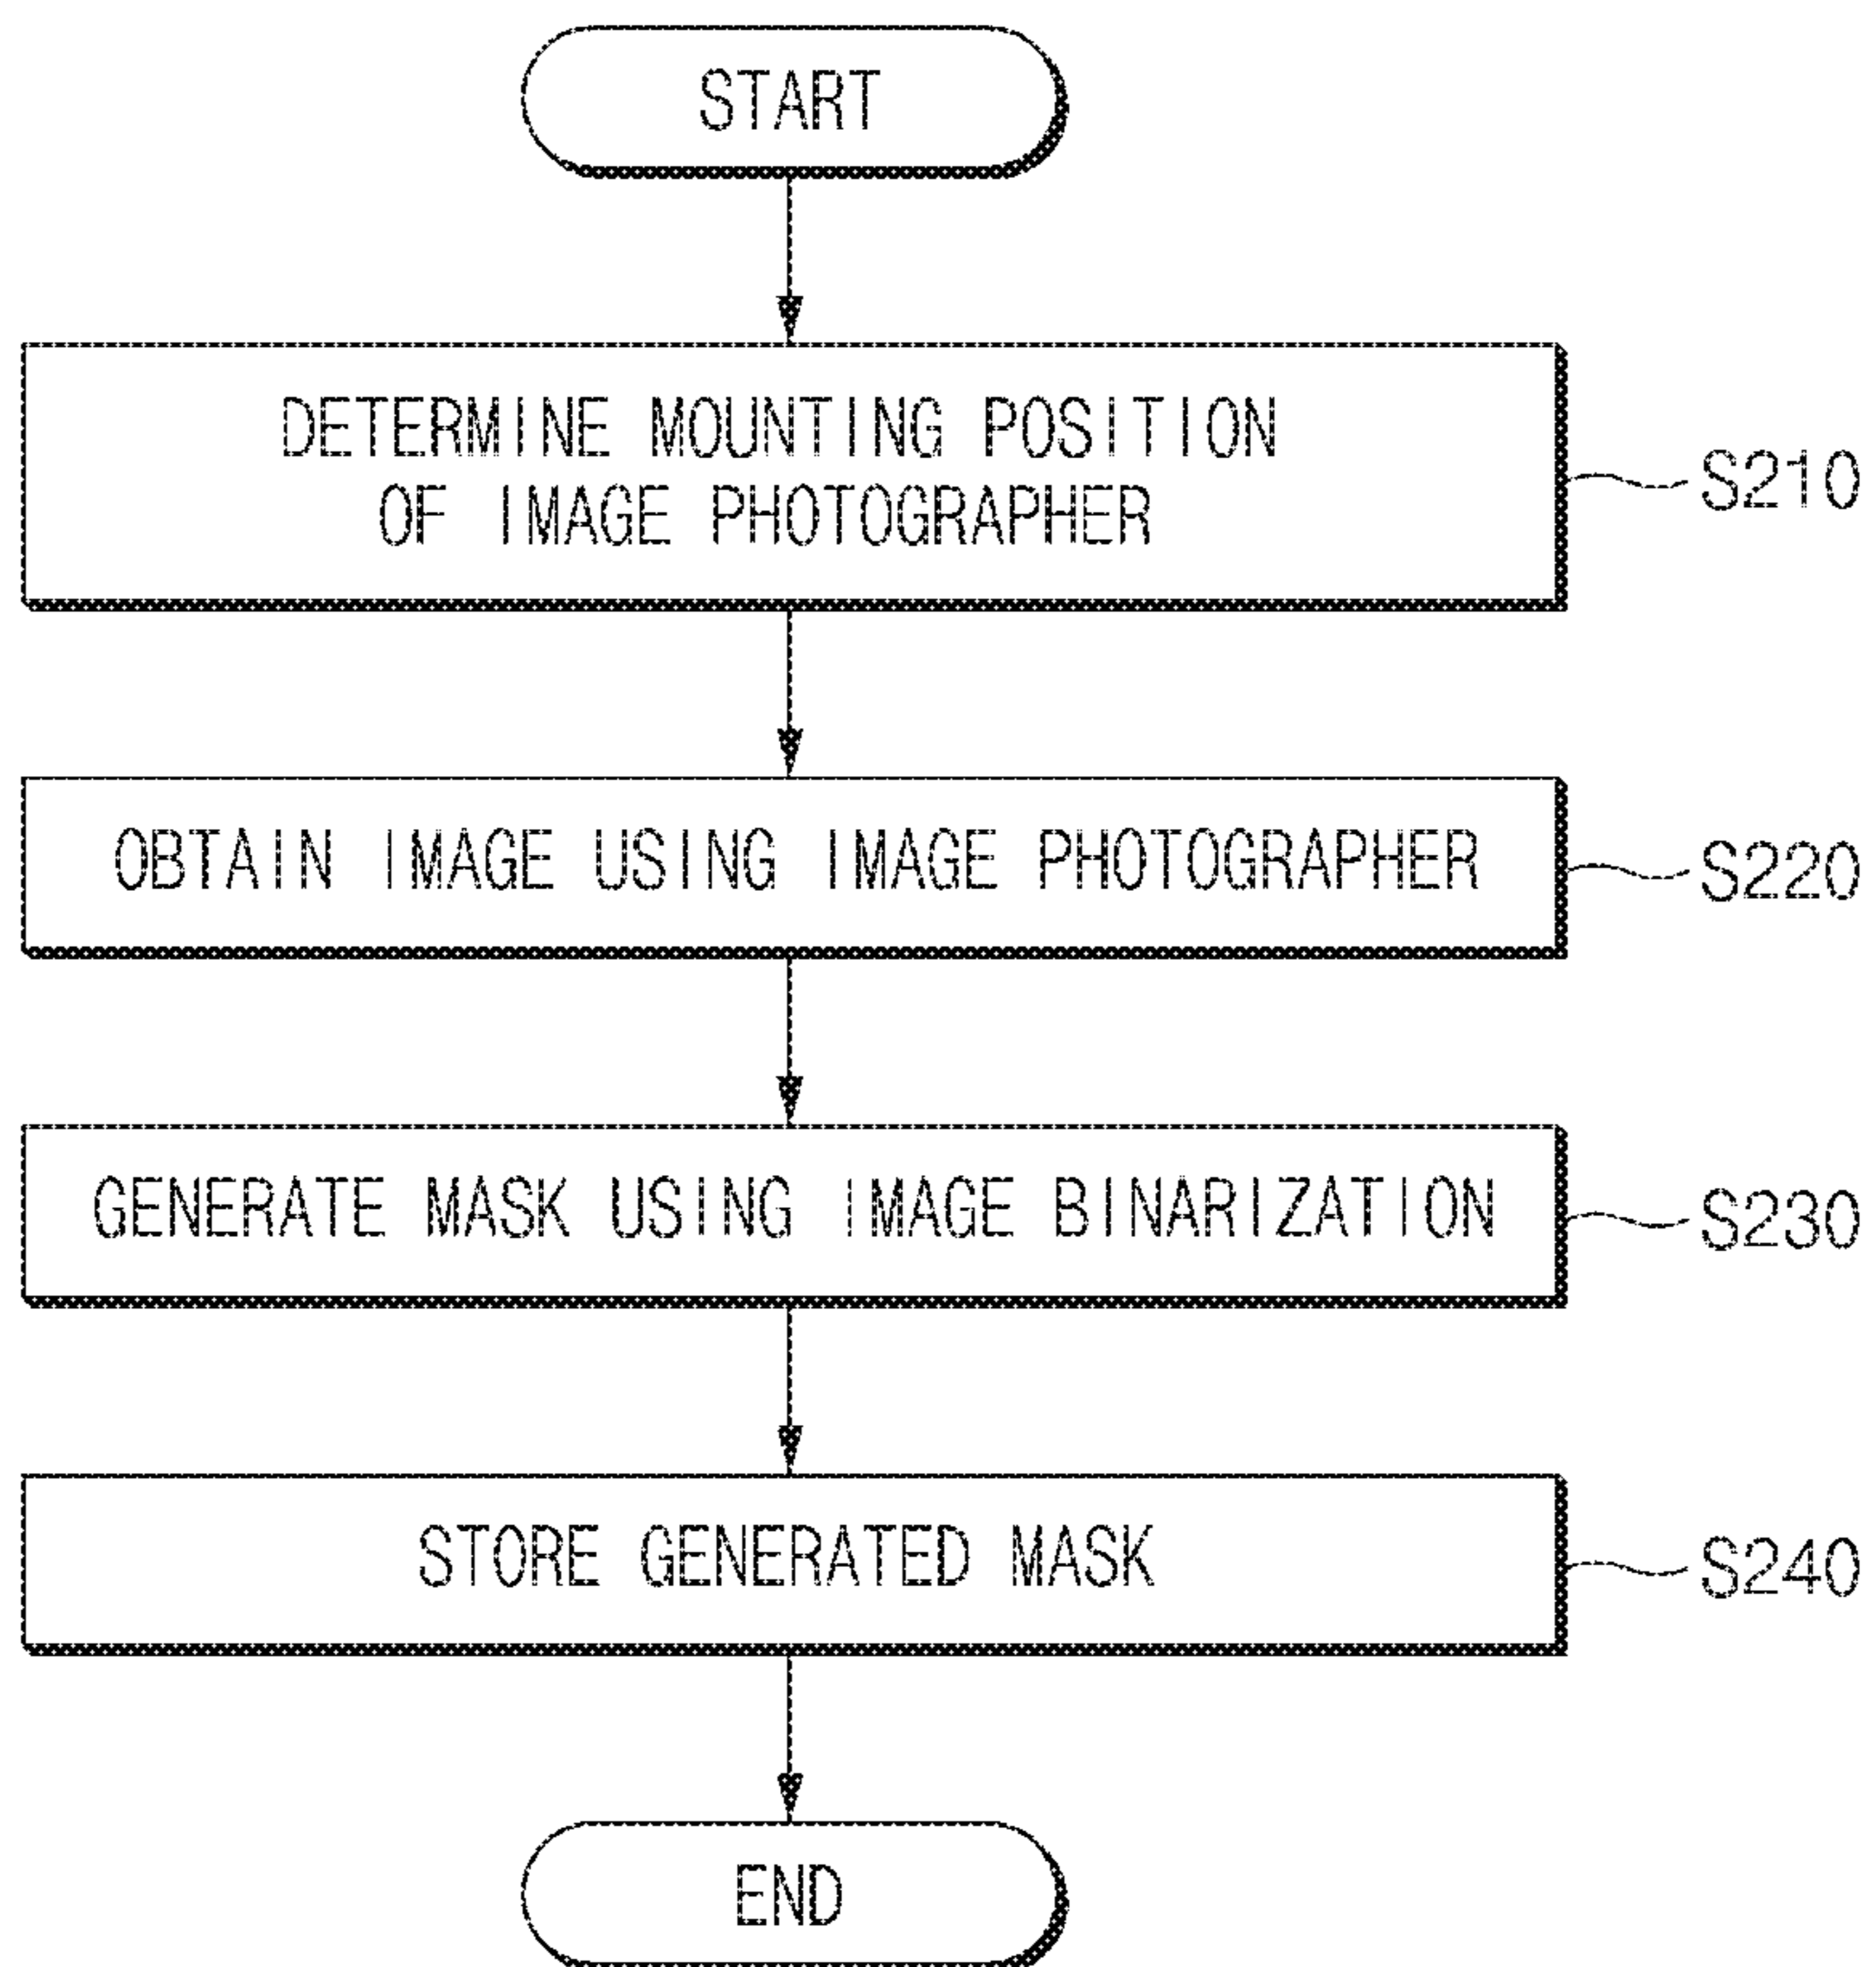 START
DETERMINE MOUNTING POSITION
OF IMAGE PHOTOGRAPHER
S210
OBTAIN IMAGE USING IMAGE PHOTOGRAPHER
S220
GENERATE MASK USING IMAGE BINARIZATION
S230
STORE GENERATED MASK
S240
END